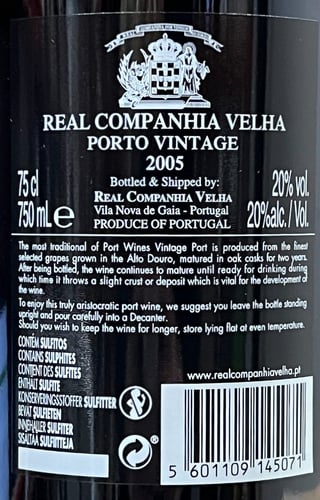 REAL COMPANHIA VELHA
PORTO VINTAGE
2005
75 cl
750 mL e
Bottled & Shipped by:
REAL COMPANHIA VELHA
Vila Nova de Gaia - Portugal
PRODUCE OF PORTUGAL
20% vol.
20%alc./Vol.
The most traditional of Port Wines Vintage Port is produced from the finest
selected grapes grown in the Alto Douro, matured in oak casks for two years.
After being bottled, the wine continues to mature until ready for drinking during
which time it throws a slight crust or deposit which is vital for the development of
the wine.
To enjoy this truly aristocratic port wine, we suggest you leave the bottle standing
upright and pour carefully into a Decanter.
Should you wish to keep the wine for longer, store lying flat at even temperature.
CONTÉM SULFITOS
CONTAINS SULPHITES
CONTIENT DES SULFITES
ENTHÄLT SULFITE
KONSERVERINGSSTOFFER SULFITTER
BEVAT SULFIETEN
INNEHÅLLER SULFITER
SISÄLTÄÄ SULFIITTEJA
www.realcompanhiavelha.pt
5 601109 145071